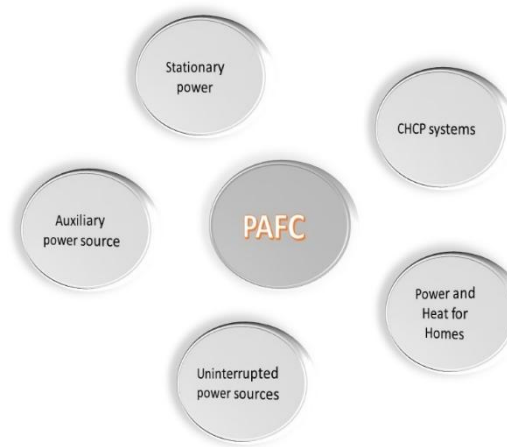 Stationary
power
CHCP systems
Auxiliary
power source
PAFC
Power and
Heat for
Homes
Uninterrupted
power sources